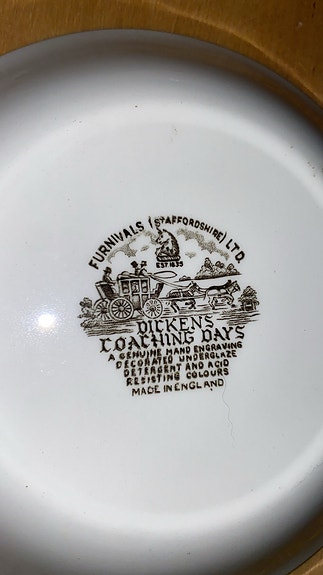 FURNIVALS (STAFFORDSHIRE) LTD.
EST. 1835
DICKENS
COACHING DAYS
A GENUINE HAND ENGRAVING
DECORATED UNDERGLAZE
DETERGENT AND ACID
RESISTING COLOURS
MADE IN ENGLAND